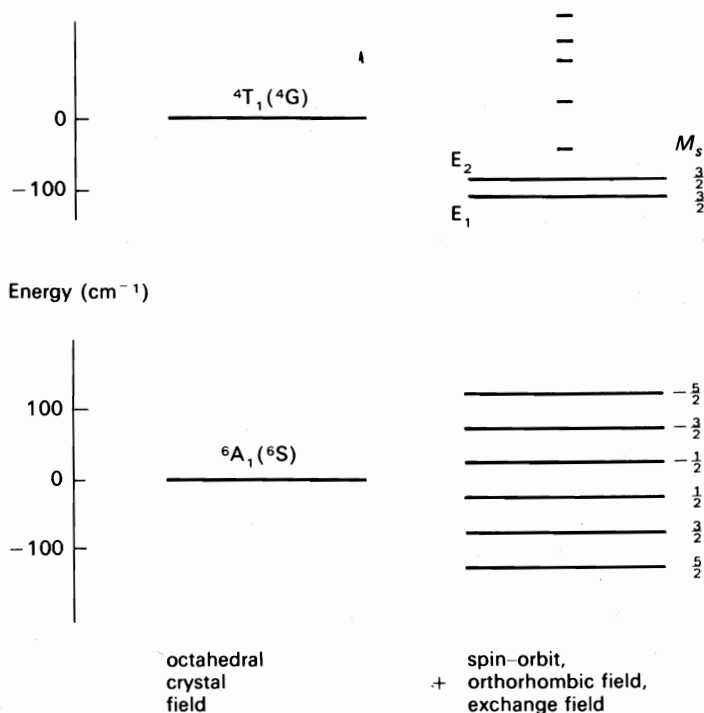 ⁴T₁(⁴G)
0
−100
E₂
E₁
Mₛ
3/2
3/2
Energy (cm⁻¹)
100
0
−100
⁶A₁(⁶S)
−5/2
−3/2
−1/2
1/2
3/2
5/2
octahedral
crystal
field
+
spin–orbit,
orthorhombic field,
exchange field